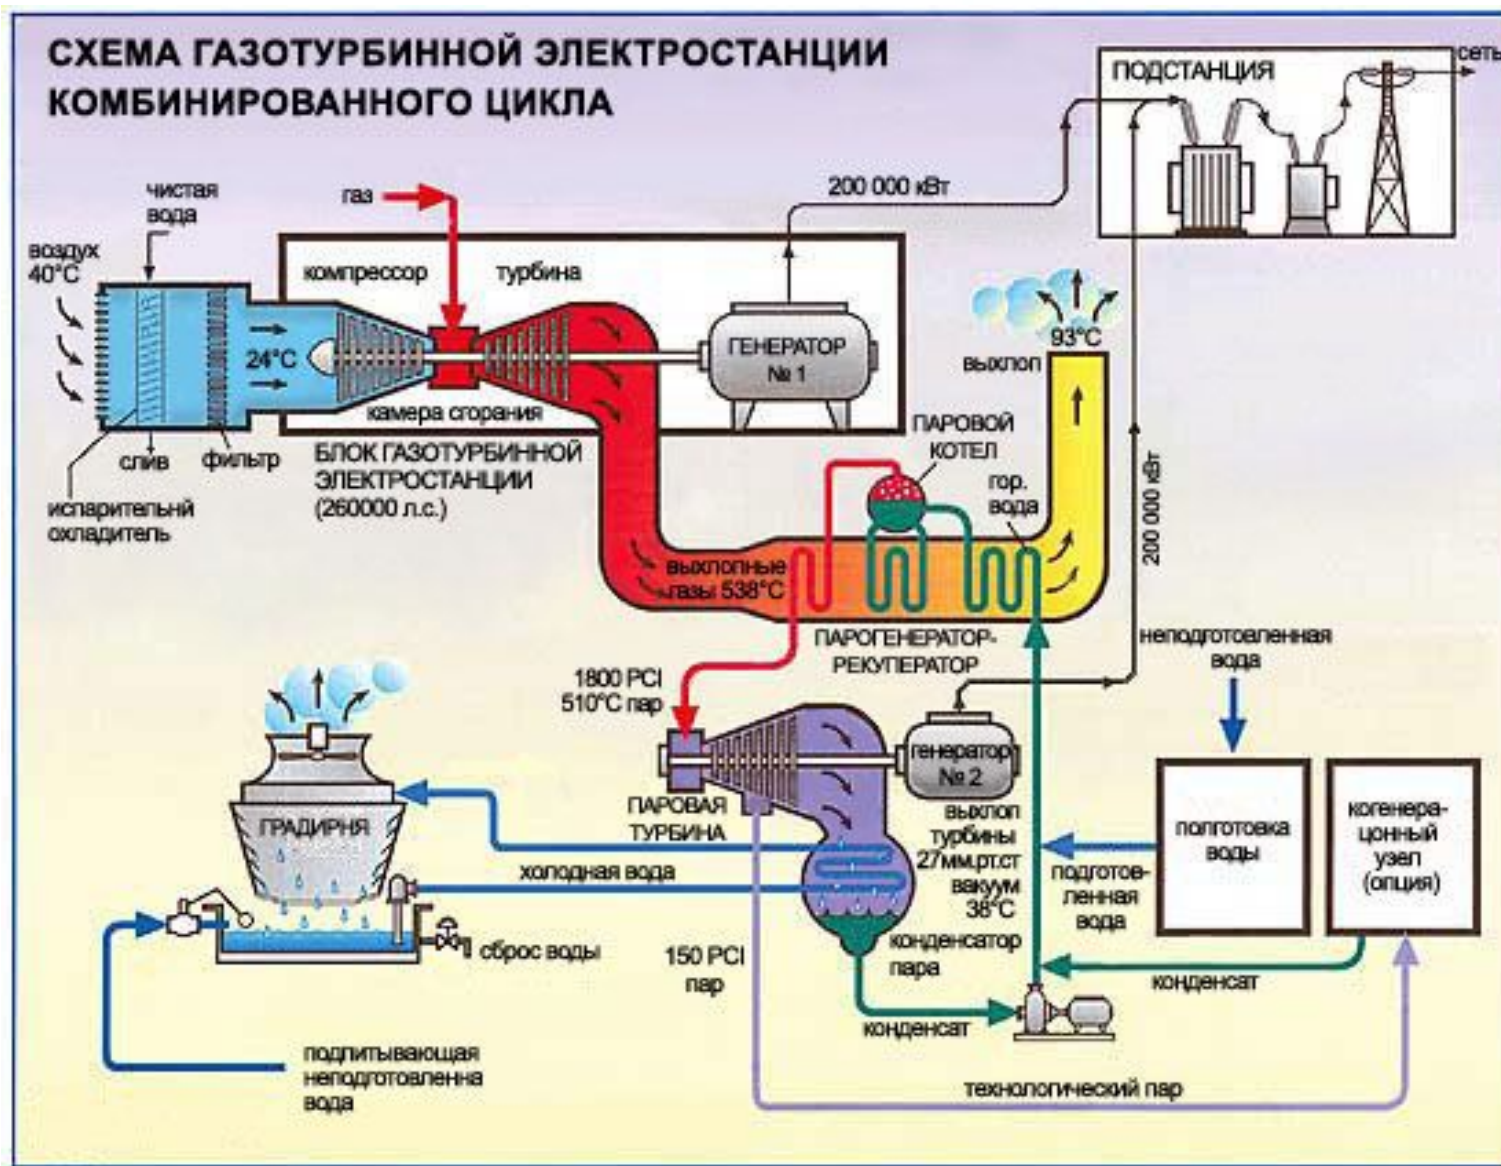 СХЕМА ГАЗОТУРБИННОЙ ЭЛЕКТРОСТАНЦИИ
КОМБИНИРОВАННОГО ЦИКЛА
ПОДСТАНЦИЯ
сеть
чистая
вода
газ
200 000 кВт
воздух
40°С
компрессор
турбина
24°С
ГЕНЕРАТОР
№ 1
93°С
выхлоп
камера сгорания
слив
фильтр
БЛОК ГАЗОТУРБИННОЙ
ЭЛЕКТРОСТАНЦИИ
(260000 л.с.)
испарительнй
охладитель
ПАРОВОЙ
КОТЕЛ
гор.
вода
200 000 кВт
выхлопные
газы 538°С
ПАРОГЕНЕРАТОР-
РЕКУПЕРАТОР
неподготовленная
вода
1800 PCI
510°С пар
генератор
№ 2
ГРАДИРНЯ
ПАРОВАЯ
ТУРБИНА
выхлоп
турбины
27мм.рт.ст
вакуум
38°С
полготовка
воды
когенера-
цонный
узел
(опция)
холодная вода
подготов-
ленная
вода
сброс воды
150 PCI
пар
конденсатор
пара
конденсат
конденсат
подпитывающая
неподготовленна
вода
технологический пар